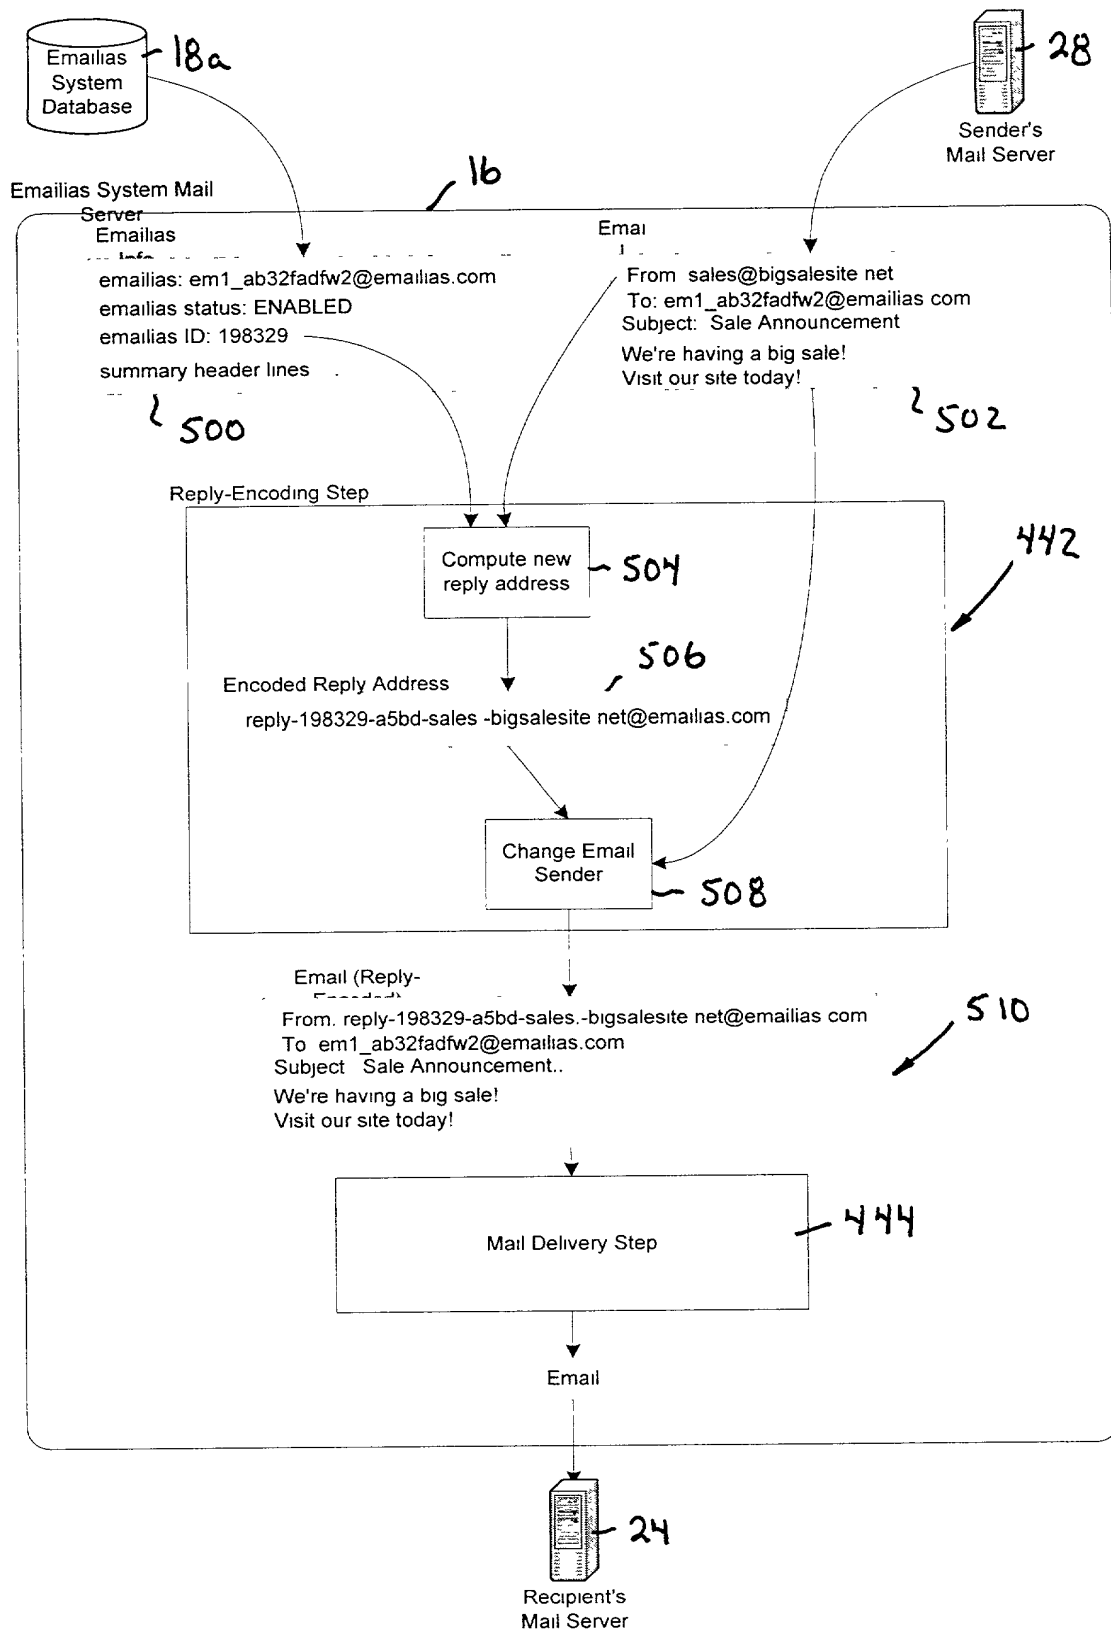 Emailias
System
Database
18a
28
Sender's
Mail Server
16
Emailias System Mail
Server
Emailias
Info
Emai
l
emailias: em1_ab32fadfw2@emailias.com
emailias status: ENABLED
emailias ID: 198329
summary header lines .
500
From sales@bigsalesite net
To: em1_ab32fadfw2@emailias com
Subject: Sale Announcement
We're having a big sale!
Visit our site today!
502
Reply-Encoding Step
442
Compute new
reply address
504
506
Encoded Reply Address
reply-198329-a5bd-sales -bigsalesite net@emailias.com
Change Email
Sender
508
Email (Reply-
Encoded)
510
From. reply-198329-a5bd-sales.-bigsalesite net@emailias com
To em1_ab32fadfw2@emailias.com
Subject Sale Announcement..
We're having a big sale!
Visit our site today!
Mail Delivery Step
444
Email
24
Recipient's
Mail Server